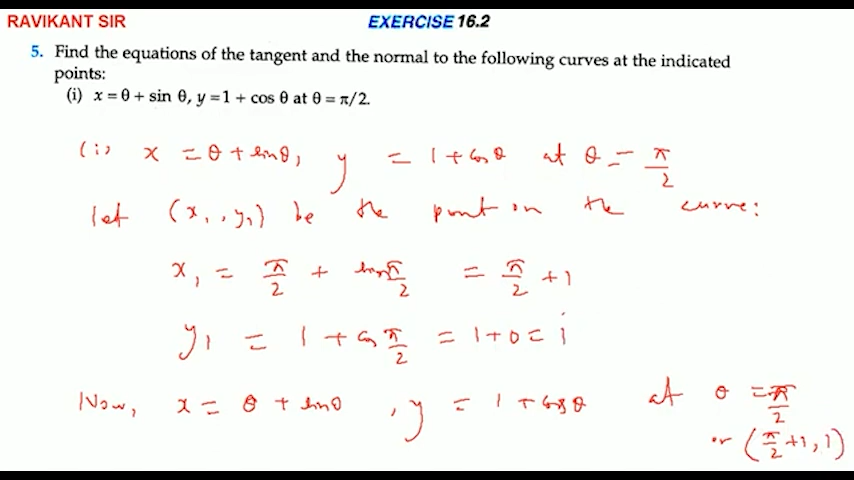 RAVIKANT SIR EXERCISE 16.2
5. Find the equations of the tangent and the normal to the following curves at the indicated
points:
(i) x = θ + sin θ, y = 1 + cos θ at θ = π/2.
(i) x = θ + sinθ, y = 1 + cosθ at θ = π/2
Let (x₁, y₁) be the point on the curve:
x₁ = π/2 + sin π/2 = π/2 + 1
y₁ = 1 + cos π/2 = 1 + 0 = 1
Now, x = θ + sinθ, y = 1 + cosθ at θ = π/2
or (π/2 + 1, 1)